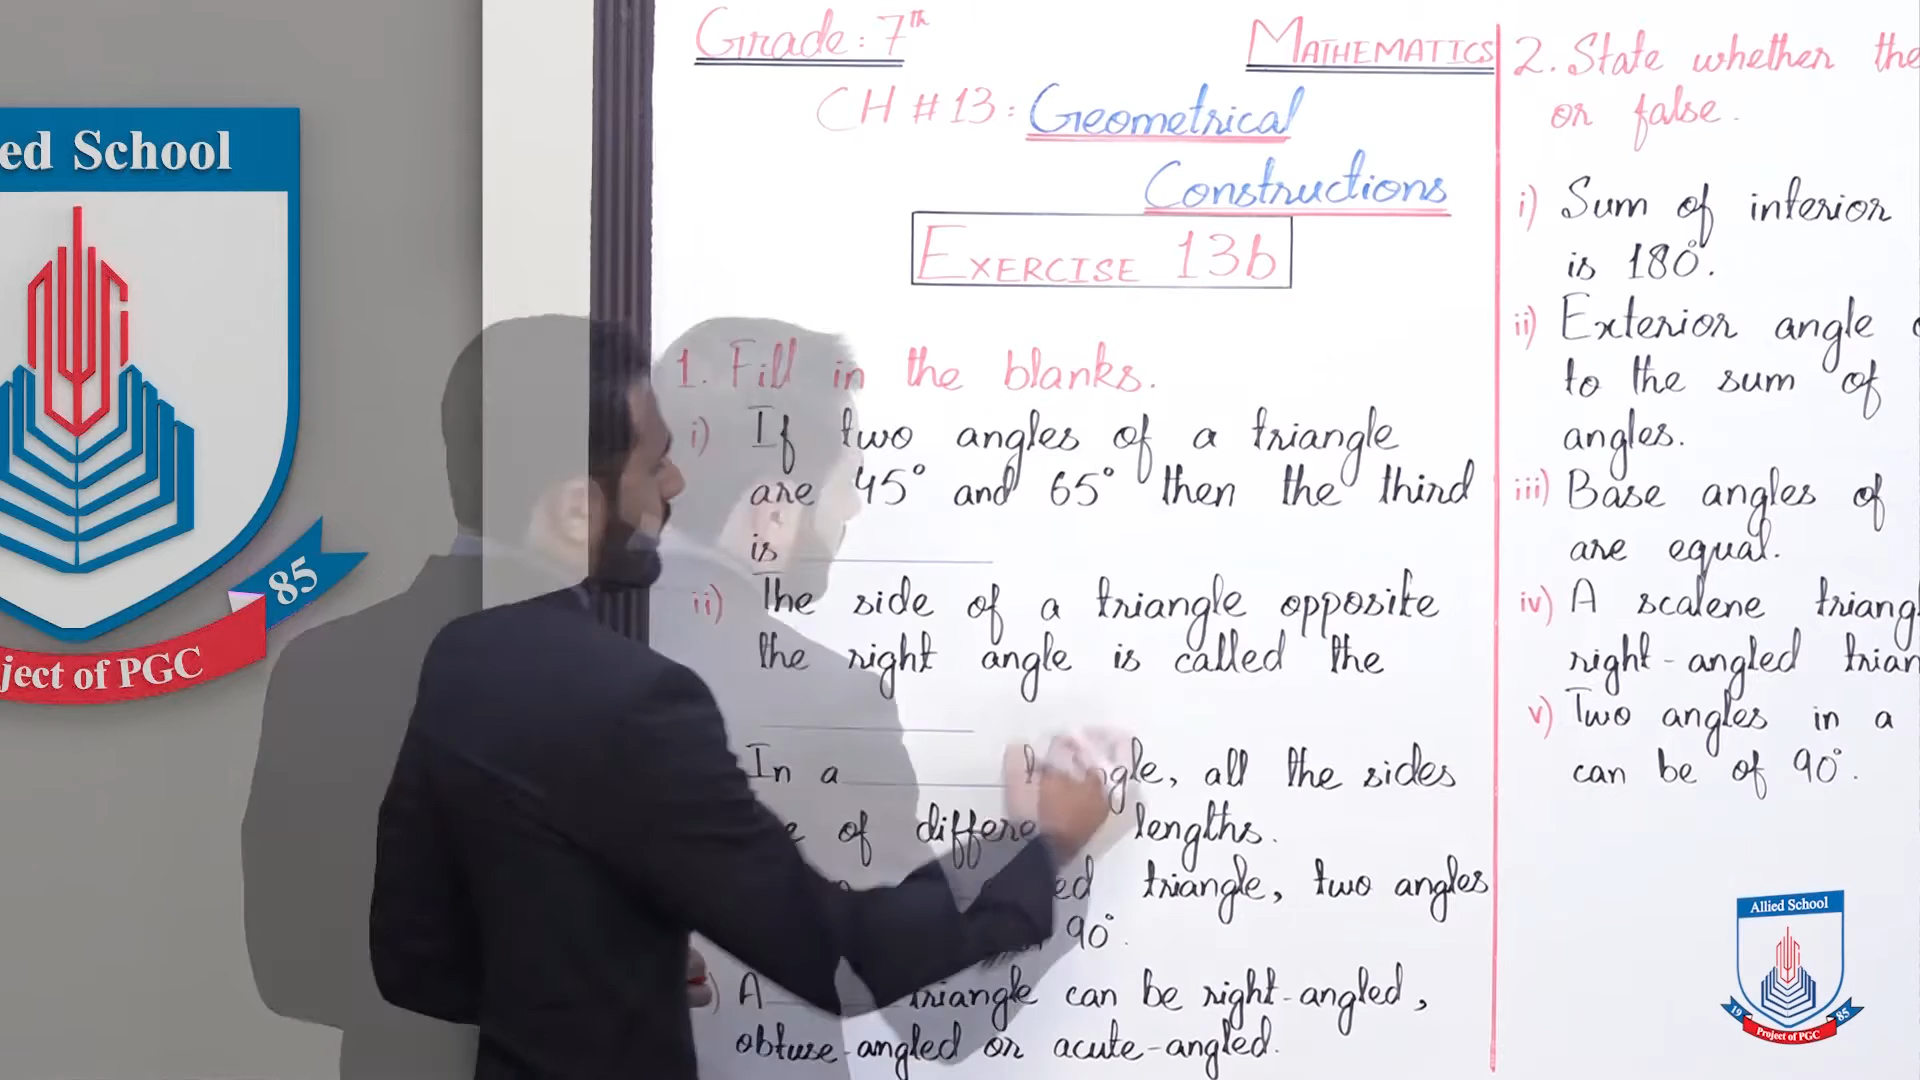 ed School
85
ject of PGC
Grade: 7th
MATHEMATICS
CH # 13: Geometrical
Constructions
EXERCISE 13b
1. Fill in the blanks.
i) If two angles of a triangle
are 45° and 65° then the third
is
ii) The side of a triangle opposite
the right angle is called the
In a ngle, all the sides
of differe lengths.
ed triangle, two angles
90°.
) A triangle can be right-angled,
obtuse-angled or acute-angled.
2. State whether the
or false.
i) Sum of interior
is 180°.
ii) Exterior angle
to the sum of
angles.
iii) Base angles of
are equal.
iv) A scalene triang
right-angled trian
v) Two angles in a
can be of 90°.
Allied School
19 85
Project of PGC